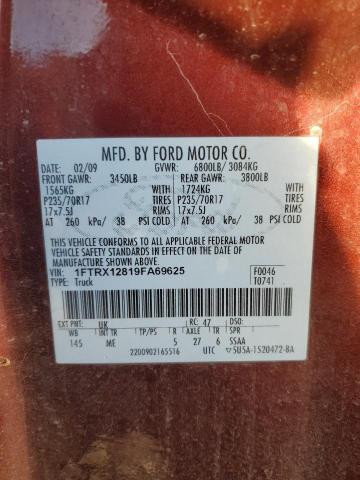 MFD. BY FORD MOTOR CO.
02/09 GVWR: 6800LB/ 3084KG
FRONT GAWR: 3450LB REAR GAWR: 3800LB
1565KG WITH 1724KG WITH
P235/70R17 TIRES P235/70R17 TIRES
17x7.5J RIMS 17x7.5J RIMS
AT 260 kPa/ 38 PSI COLD AT 260 kPa/ 38 PSI COLD
THIS VEHICLE CONFORMS TO ALL APPLICABLE FEDERAL MOTOR
VEHICLE SAFETY STANDARDS IN EFFECT ON THE DATE OF
MANUFACTURE SHOWN ABOVE.
VIN: 1FTRX12819FA69625 F0046
TYPE: Truck T0741
EXT PNT: UK RC: 47 DSO:
WB INT TR TP/PS R AXLE TR SPR
145 ME 5 27 6 SSAA
2200902165516 UTC 5U5A-1520472-BA